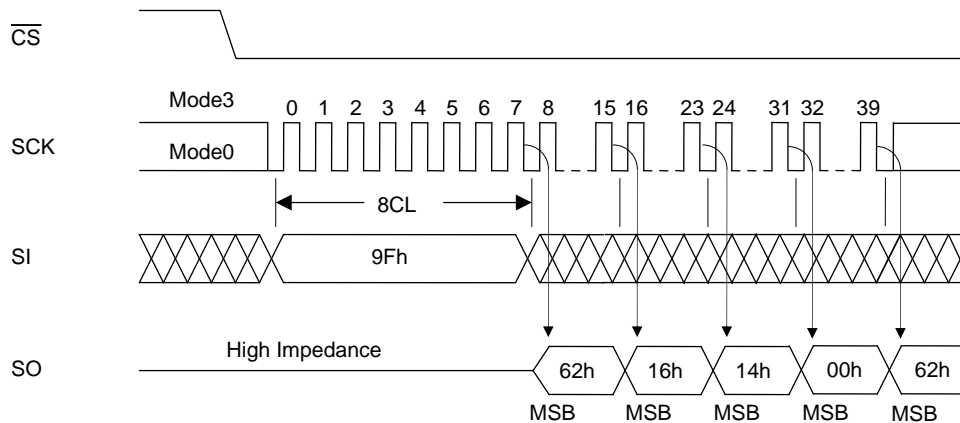 CS
Mode3
0 1 2 3 4 5 6 7 8 15 16 23 24 31 32 39
SCK
Mode0
8CL
SI
9Fh
High Impedance
SO
62h 16h 14h 00h 62h
MSB MSB MSB MSB MSB